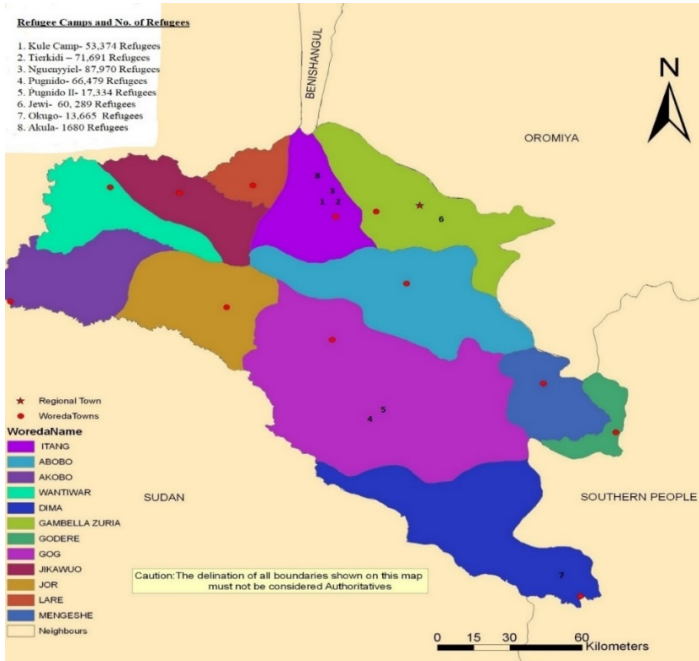 Refugee Camps and No. of Refugees
1. Kule Camp- 53,374 Refugees
2. Tierkidi – 71,691 Refugees
3. Nguenyyiel- 87,970 Refugees
4. Pugnido- 66,479 Refugees
5. Pugnido II- 17,334 Refugees
6. Jewi- 60, 289 Refugees
7. Okugo- 13,665 Refugees
8. Akula- 1680 Refugees
BENISHANGUL
N
OROMIYA
8
3
1 2
6
5
4
7
SUDAN
SOUTHERN PEOPLE
Regional Town
WoredaTowns
WoredaName
ITANG
ABOBO
AKOBO
WANTIWAR
DIMA
GAMBELLA ZURIA
GODERE
GOG
JIKAWUO
JOR
LARE
MENGESHE
Neighbours
Caution:The delination of all boundaries shown on this map
must not be considered Authoritatives
0 15 30 60
Kilometers